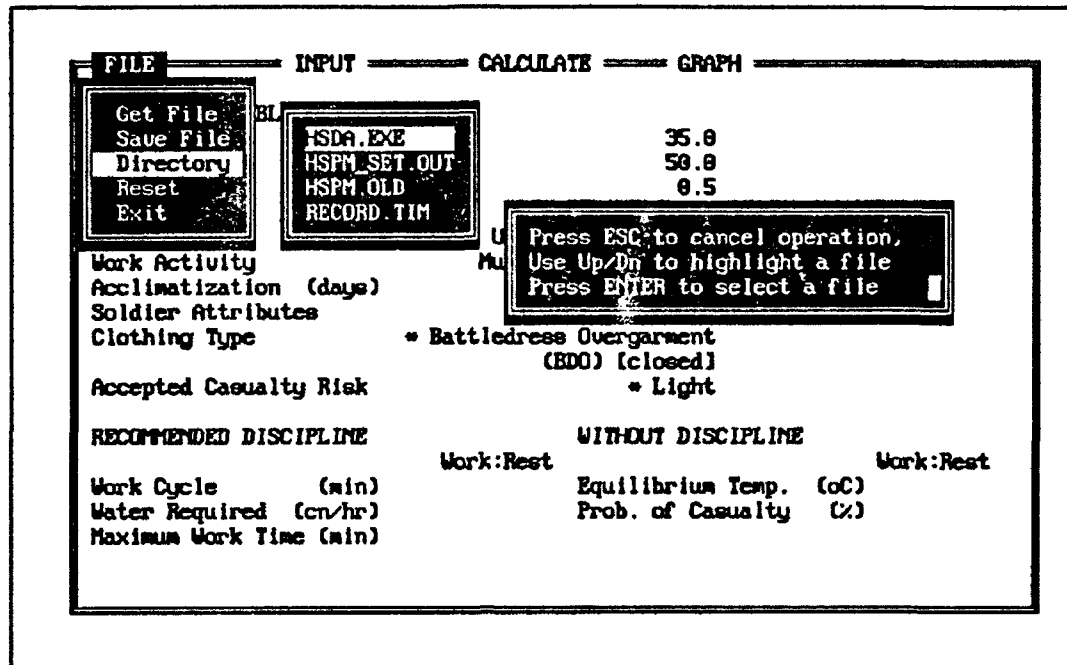 FILE INPUT CALCULATE GRAPH
Get File
Save File
Directory
Reset
Exit
BL
HSDA.EXE
HSPM_SET.OUT
HSPM.OLD
RECORD.TIM
35.0
50.0
0.5
U
Mu
Press ESC to cancel operation,
Use Up/Dn to highlight a file
Press ENTER to select a file
Work Activity
Acclimatization (days)
Soldier Attributes
Clothing Type * Battledress Overgarment
(BDO) [closed]
Accepted Casualty Risk * Light
RECOMMENDED DISCIPLINE WITHOUT DISCIPLINE
Work:Rest Work:Rest
Work Cycle (min) Equilibrium Temp. (oC)
Water Required (cn/hr) Prob. of Casualty (%)
Maximum Work Time (min)